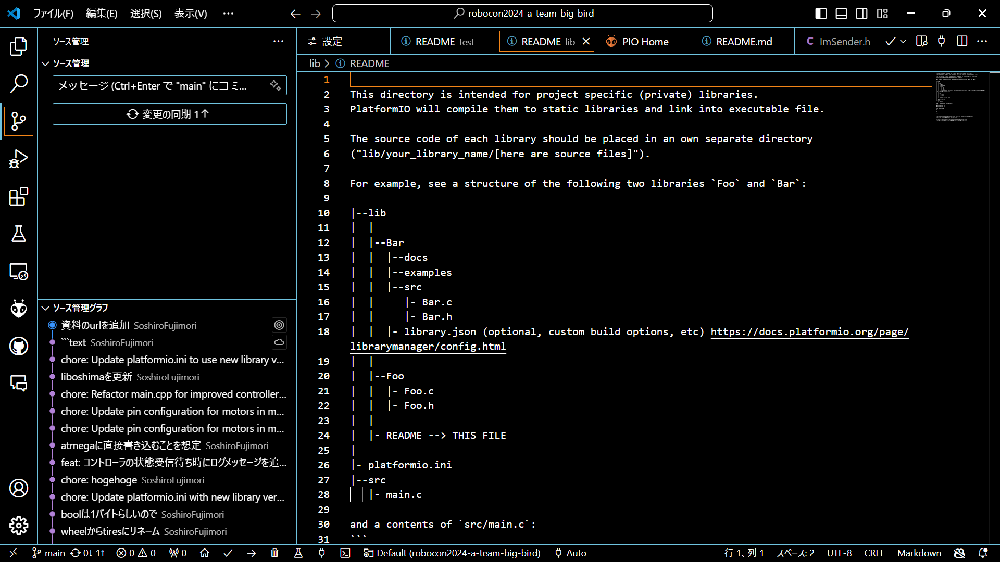 ファイル(F) 編集(E) 選択(S) 表示(V) ··· robocon2024-a-team-big-bird
ソース管理
ソース管理
メッセージ (Ctrl+Enter で "main" にコミ...
変更の同期 1↑
ソース管理グラフ
資料のurlを追加 SoshiroFujimori
```text SoshiroFujimori
chore: Update platformio.ini to use new library v...
liboshimaを更新 SoshiroFujimori
chore: Refactor main.cpp for improved controller...
chore: Update pin configuration for motors in m...
chore: Update pin configuration for motors in m...
atmegaに直接書き込むことを想定 SoshiroFujimori
feat: コントローラの状態受信待ち時にログメッセージを追...
chore: hogehoge SoshiroFujimori
chore: Update platformio.ini with new library ver...
boolは1バイトらしいので SoshiroFujimori
wheelからtiresにリネーム SoshiroFujimori
設定 README test README lib PIO Home README.md C ImSender.h
lib > README
1
2 This directory is intended for project specific (private) libraries.
3 PlatformIO will compile them to static libraries and link into executable file.
4
5 The source code of each library should be placed in an own separate directory
6 ("lib/your_library_name/[here are source files]").
7
8 For example, see a structure of the following two libraries `Foo` and `Bar`:
9
10 |--lib
11 |  |
12 |  |--Bar
13 |  |  |--docs
14 |  |  |--examples
15 |  |  |--src
16 |  |     |- Bar.c
17 |  |     |- Bar.h
18 |  |  |- library.json (optional, custom build options, etc) https://docs.platformio.org/page/
librarymanager/config.html
19 |  |
20 |  |--Foo
21 |  |  |- Foo.c
22 |  |  |- Foo.h
23 |  |
24 |  |- README --> THIS FILE
25 |
26 |- platformio.ini
27 |--src
28 |  |- main.c
29
30 and a contents of `src/main.c`:
31 ```
main 0↓ 1↑ 0 0 0 Default (robocon2024-a-team-big-bird) Auto 行 1、列 1 スペース: 2 UTF-8 CRLF Markdown